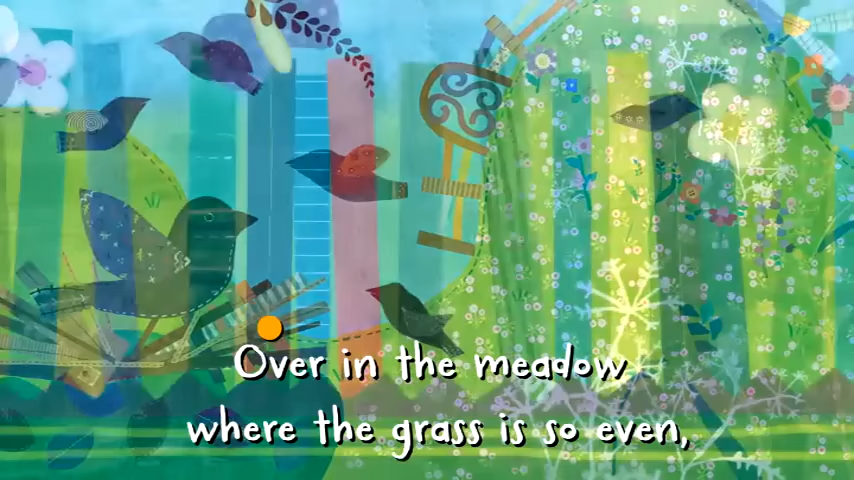 Over in the meadow
where the grass is so even,